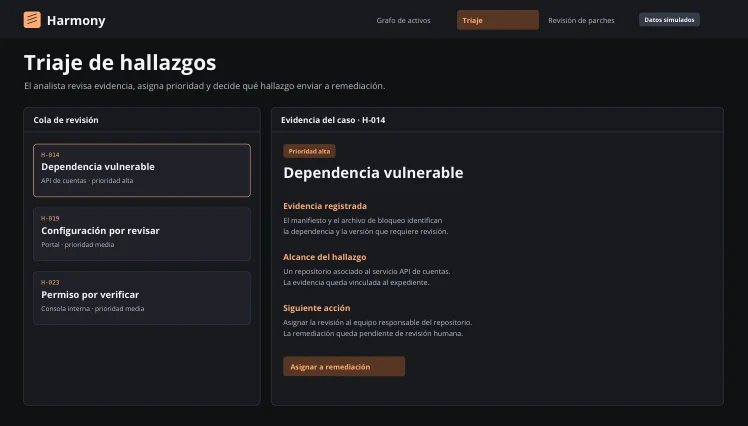 Harmony
Grafo de activos
Triaje
Revisión de parches
Datos simulados
Triaje de hallazgos
El analista revisa evidencia, asigna prioridad y decide qué hallazgo enviar a remediación.
Cola de revisión
H-014
Dependencia vulnerable
API de cuentas · prioridad alta
H-019
Configuración por revisar
Portal · prioridad media
H-023
Permiso por verificar
Consola interna · prioridad media
Evidencia del caso · H-014
Prioridad alta
Dependencia vulnerable
Evidencia registrada
El manifiesto y el archivo de bloqueo identifican
la dependencia y la versión que requiere revisión.
Alcance del hallazgo
Un repositorio asociado al servicio API de cuentas.
La evidencia queda vinculada al expediente.
Siguiente acción
Asignar la revisión al equipo responsable del repositorio.
La remediación queda pendiente de revisión humana.
Asignar a remediación